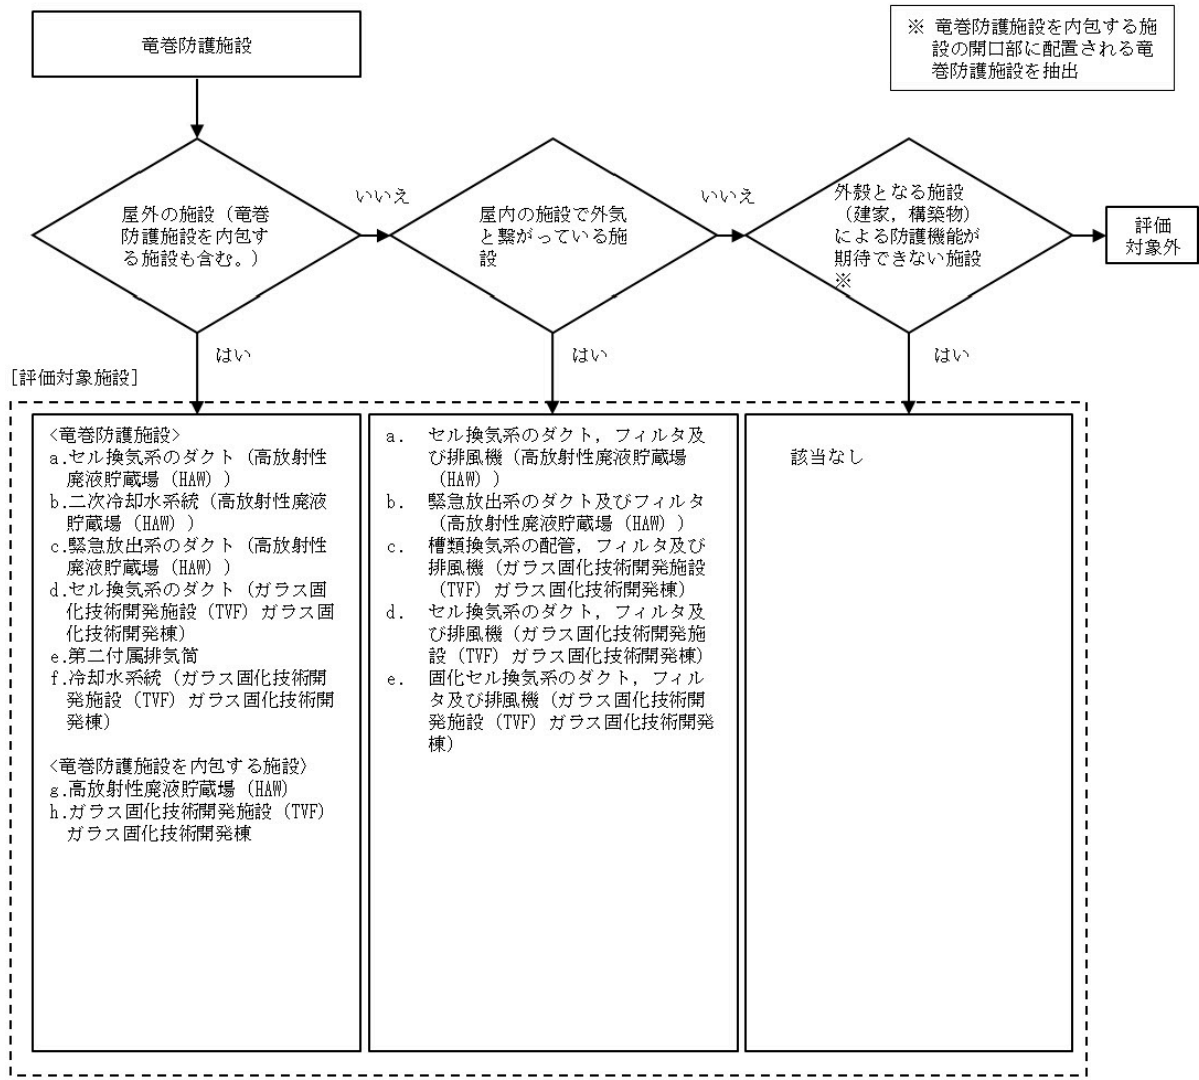 竜巻防護施設
※ 竜巻防護施設を内包する施
設の開口部に配置される竜
巻防護施設を抽出
屋外の施設（竜巻
防護施設を内包す
る施設も含む。）
いいえ
屋内の施設で外気
と繋がっている施
設
いいえ
外殻となる施設
（建家，構築物）
による防護機能が
期待できない施設
※
評価
対象外
はい
はい
はい
[評価対象施設]
<竜巻防護施設>
a.セル換気系のダクト（高放射性
廃液貯蔵場（HAW））
b.二次冷却水系統（高放射性廃液
貯蔵場（HAW））
c.緊急放出系のダクト（高放射性
廃液貯蔵場（HAW））
d.セル換気系のダクト（ガラス固
化技術開発施設（TVF）ガラス固
化技術開発棟）
e.第二付属排気筒
f.冷却水系統（ガラス固化技術開
発施設（TVF）ガラス固化技術開
発棟）
<竜巻防護施設を内包する施設>
g.高放射性廃液貯蔵場（HAW）
h.ガラス固化技術開発施設（TVF）
ガラス固化技術開発棟
a. セル換気系のダクト，フィルタ及
び排風機（高放射性廃液貯蔵場
（HAW））
b. 緊急放出系のダクト及びフィルタ
（高放射性廃液貯蔵場（HAW））
c. 槽類換気系の配管，フィルタ及び
排風機（ガラス固化技術開発施設
（TVF）ガラス固化技術開発棟）
d. セル換気系のダクト，フィルタ及
び排風機（ガラス固化技術開発施
設（TVF）ガラス固化技術開発棟）
e. 固化セル換気系のダクト，フィル
タ及び排風機（ガラス固化技術開
発施設（TVF）ガラス固化技術開発
棟）
該当なし